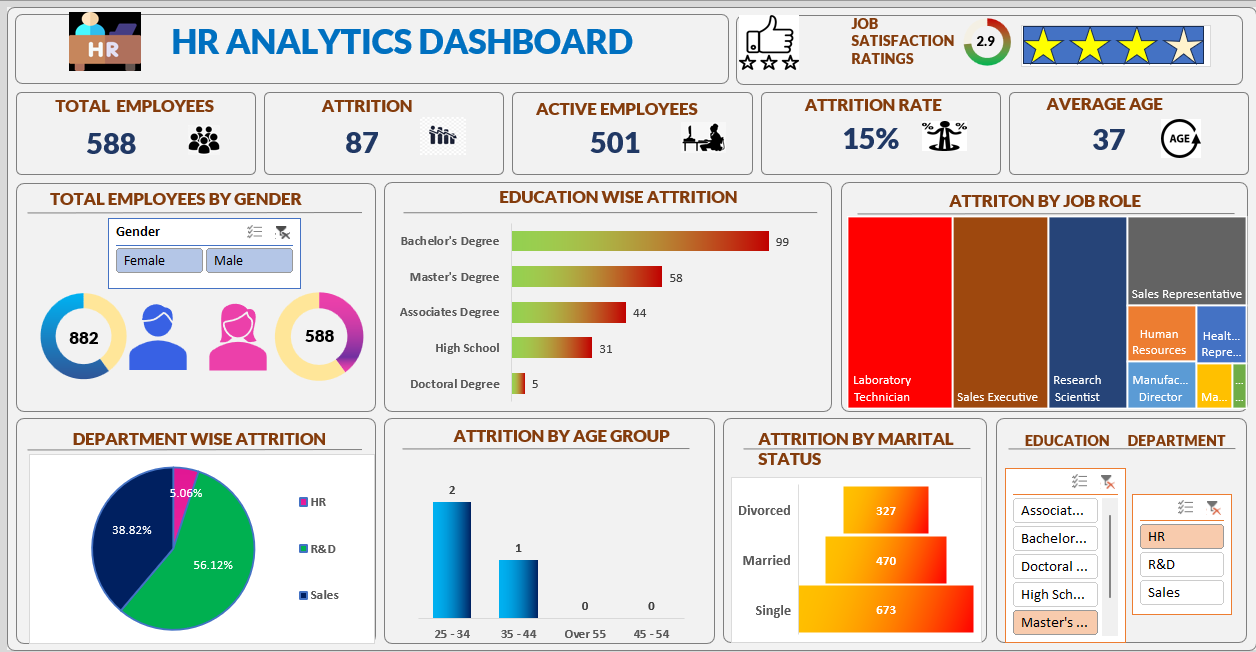 HR
HR ANALYTICS DASHBOARD
JOB
SATISFACTION
RATINGS
2.9
TOTAL EMPLOYEES
588
ATTRITION
87
ACTIVE EMPLOYEES
501
ATTRITION RATE
15%
% %
AVERAGE AGE
37
AGE
TOTAL EMPLOYEES BY GENDER
Gender
Female
Male
882
588
EDUCATION WISE ATTRITION
Bachelor's Degree
99
Master's Degree
58
Associates Degree
44
High School
31
Doctoral Degree
5
ATTRITON BY JOB ROLE
Laboratory
Technician
Sales Executive
Research
Scientist
Sales Representative
Human
Resources
Healt...
Repre...
Manufac...
Director
Ma...
...
...
DEPARTMENT WISE ATTRITION
5.06%
38.82%
56.12%
HR
R&D
Sales
ATTRITION BY AGE GROUP
2
1
0
0
25 - 34
35 - 44
Over 55
45 - 54
ATTRITION BY MARITAL
STATUS
Divorced
327
Married
470
Single
673
EDUCATION
DEPARTMENT
Associat...
Bachelor...
Doctoral ...
High Sch...
Master's ...
HR
R&D
Sales